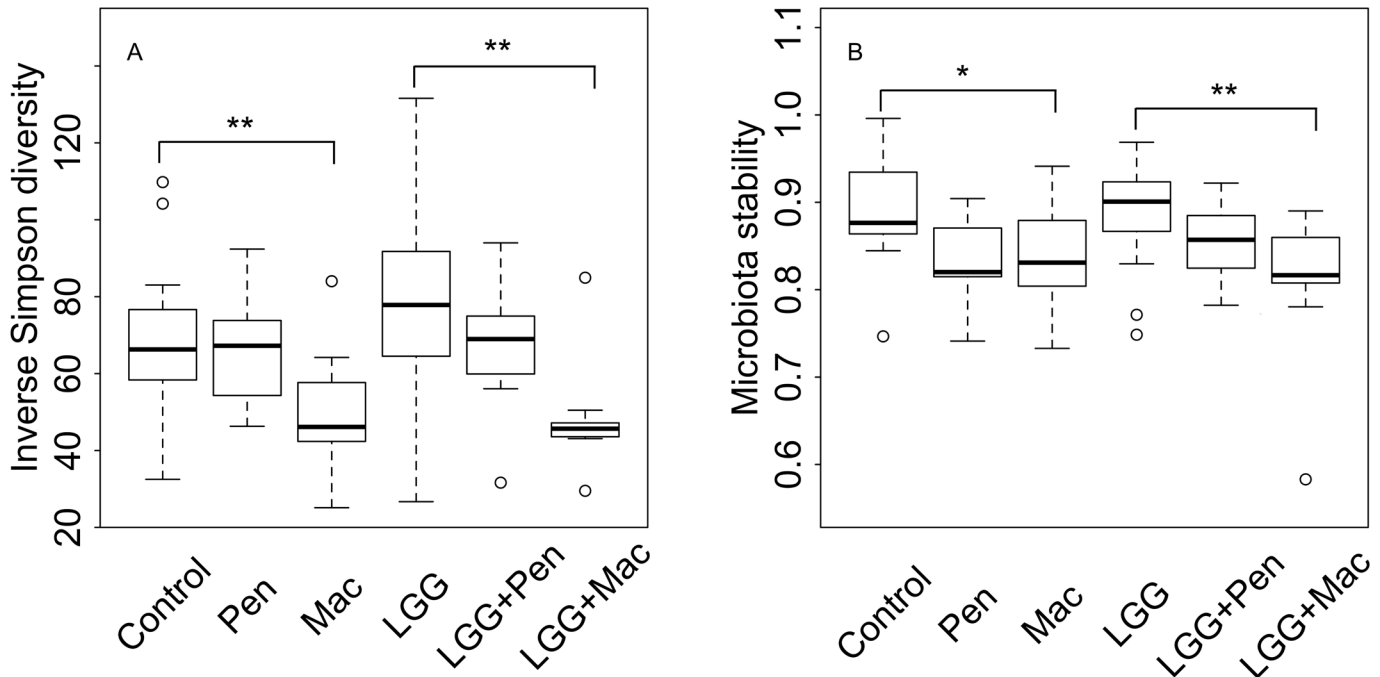 A
**
**
Inverse Simpson diversity
120
80
60
40
20
Control
Pen
Mac
LGG
LGG+Pen
LGG+Mac
B
*
**
Microbiota stability
1.1
1.0
0.9
0.8
0.7
0.6
Control
Pen
Mac
LGG
LGG+Pen
LGG+Mac